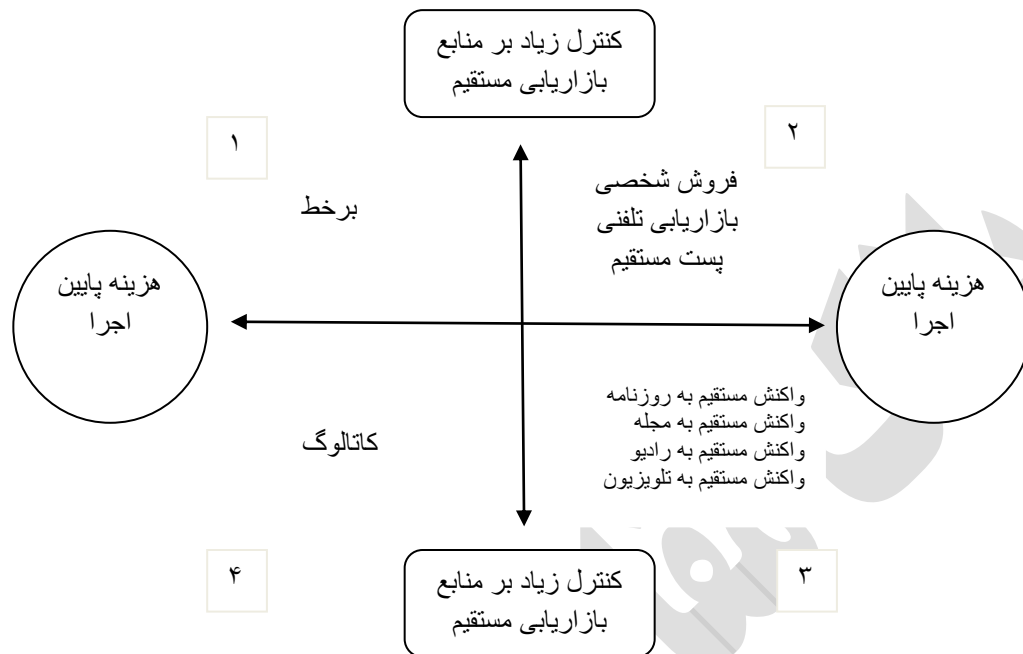 کنترل زیاد بر منابع
بازاریابی مستقیم
۲
۱
فروش شخصی
بازاریابی تلفنی
پست مستقیم
برخط
هزینه پایین
اجرا
هزینه پایین
اجرا
واکنش مستقیم به روزنامه
واکنش مستقیم به مجله
واکنش مستقیم به رادیو
واکنش مستقیم به تلویزیون
کاتالوگ
۳
۴
کنترل زیاد بر منابع
بازاریابی مستقیم